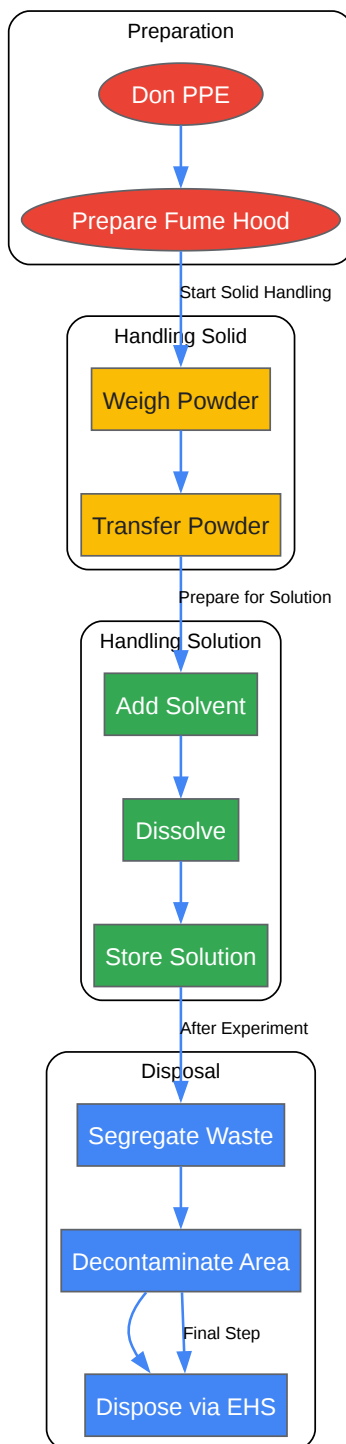 Preparation
Don PPE
Prepare Fume Hood
Start Solid Handling
Handling Solid
Weigh Powder
Transfer Powder
Prepare for Solution
Handling Solution
Add Solvent
Dissolve
Store Solution
After Experiment
Disposal
Segregate Waste
Decontaminate Area
Final Step
Dispose via EHS